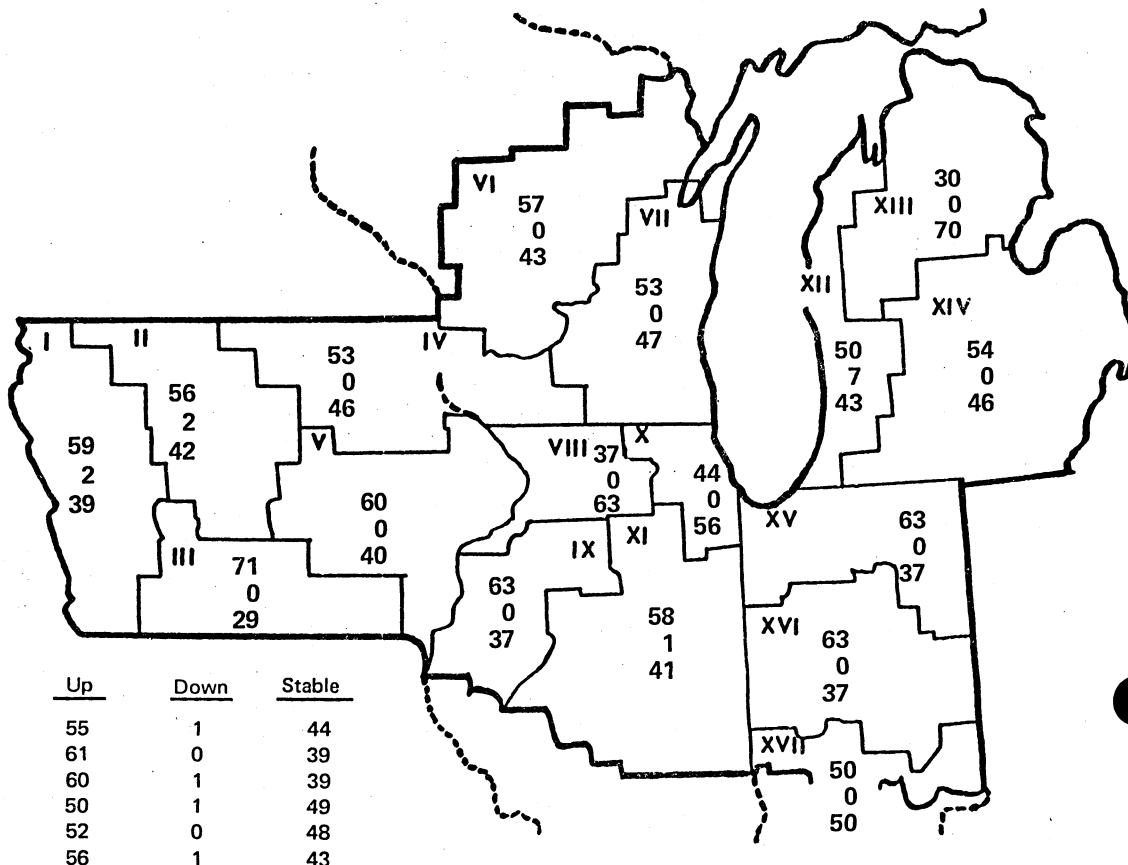 VI
57
0
43
VII
53
0
47
XIII
30
0
70
XII
50
7
43
XIV
54
0
46
I
59
2
39
II
56
2
42
IV
53
0
46
V
60
0
40
III
71
0
29
VIII
37
0
63
X
44
0
56
IX
63
0
37
XI
58
1
41
XV
63
0
37
XVI
63
0
37
XVII
50
0
50
Up Down Stable
55 1 44
61 0 39
60 1 39
50 1 49
52 0 48
56 1 43